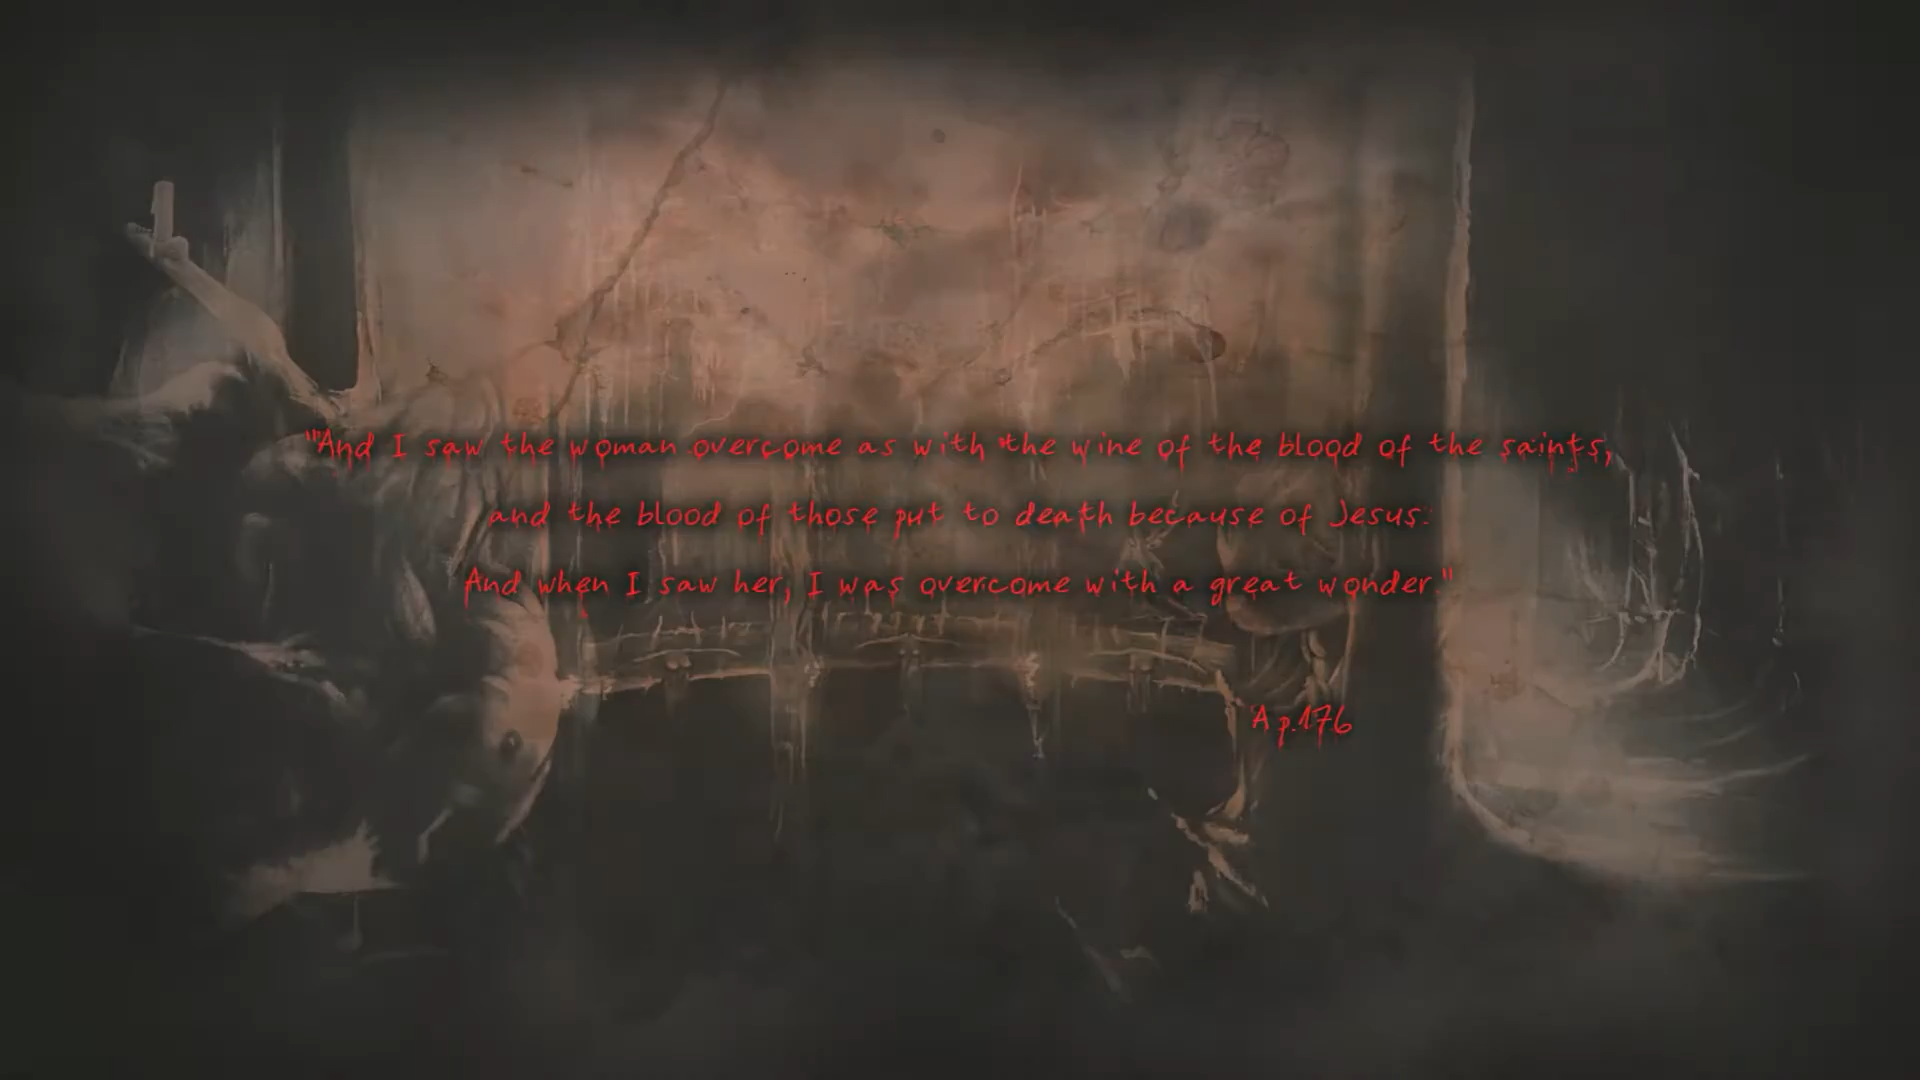 "And I saw the woman overcome as with the wine of the blood of the saints,
and the blood of those put to death because of Jesus.
And when I saw her, I was overcome with a great wonder."
A p.176